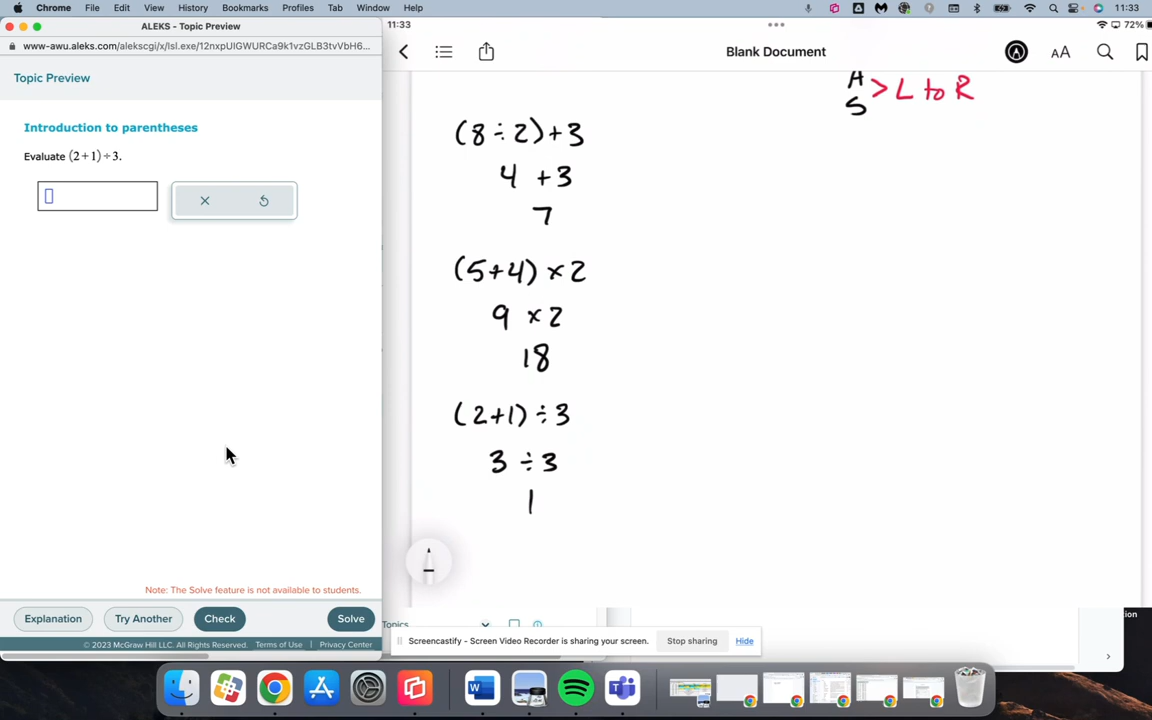 Chrome File Edit View History Bookmarks Profiles Tab Window Help 11:33
ALEKS - Topic Preview
www-awu.aleks.com/alekscgi/x/Isl.exe/12nxpUIGWURCa9k1vzGLB3tvVbH6...
Topic Preview
Introduction to parentheses
Evaluate (2+1)÷3.
Note: The Solve feature is not available to students.
Explanation Try Another Check Solve
© 2023 McGraw Hill LLC. All Rights Reserved. Terms of Use | Privacy Center
11:33 72%
Blank Document
AA
A
S > L to R
(8÷2)+3
4 +3
7
(5+4)×2
9 ×2
18
(2+1)÷3
3 ÷3
1
Topics
Screencastify - Screen Video Recorder is sharing your screen. Stop sharing Hide